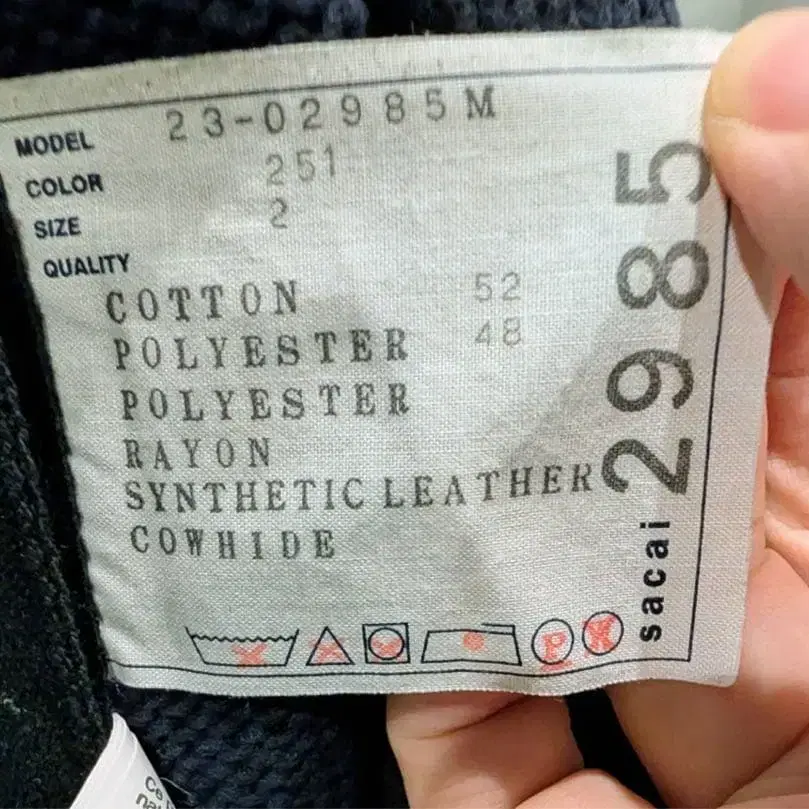 MODEL 23-02985M
COLOR 251
SIZE 2
QUALITY
COTTON 52
POLYESTER 48
POLYESTER
RAYON
SYNTHETIC LEATHER
COWHIDE
P
sacai 2985